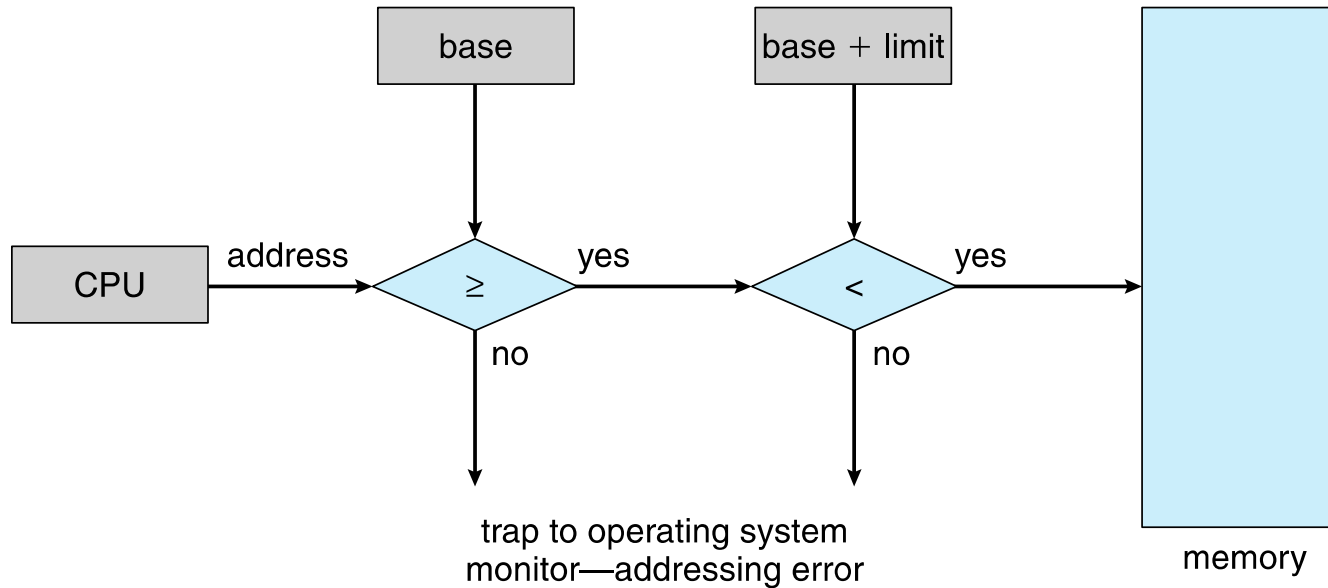 base
base + limit
CPU
address
≥
yes
<
yes
no
no
trap to operating system
monitor—addressing error
memory